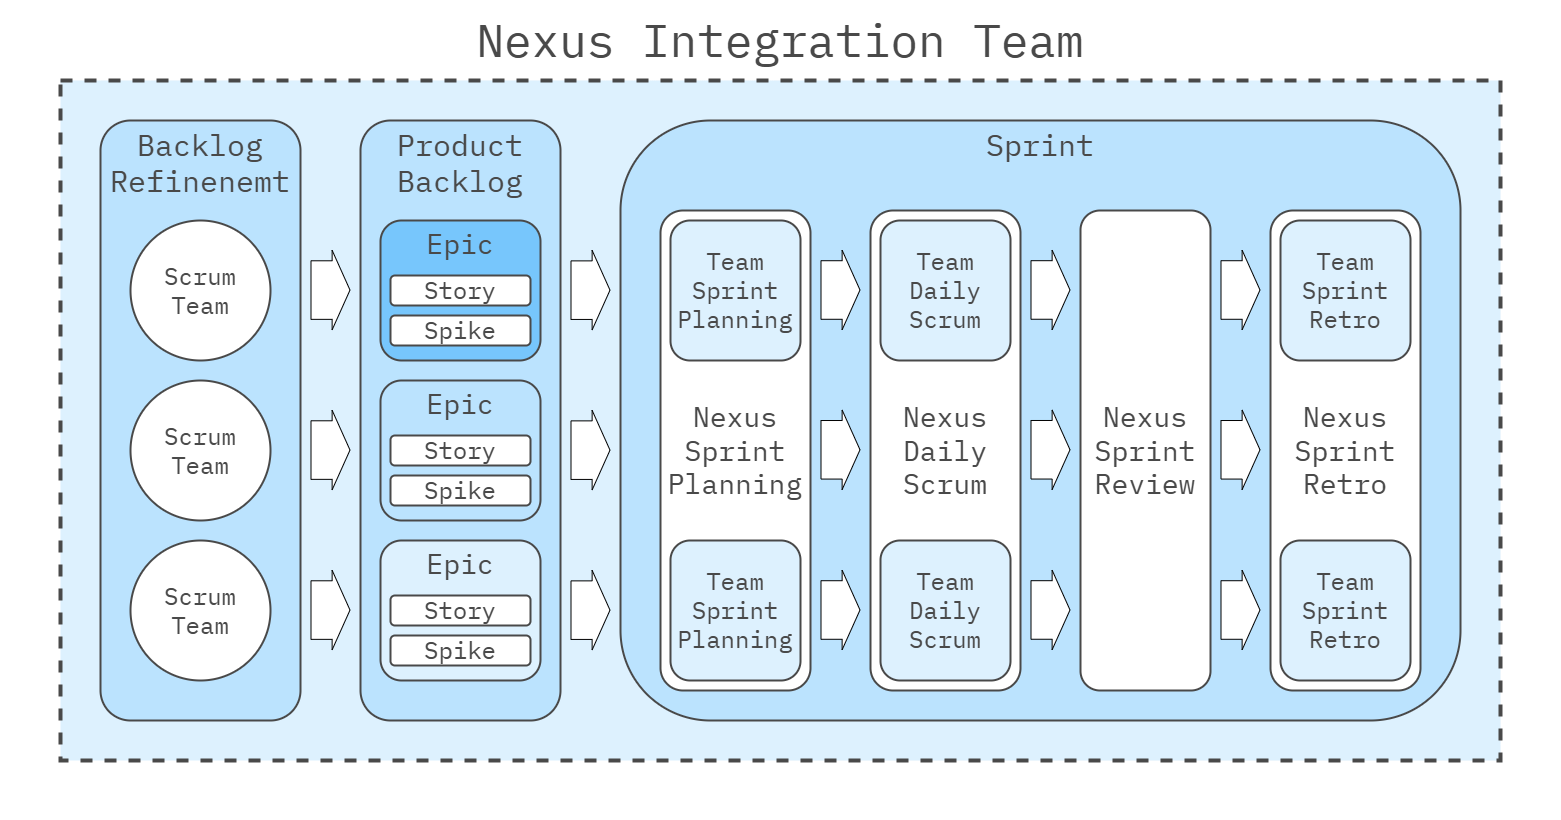 Nexus Integration Team
Backlog
Refinenemt
Scrum
Team
Scrum
Team
Scrum
Team
Product
Backlog
Epic
Story
Spike
Epic
Story
Spike
Epic
Story
Spike
Sprint
Team
Sprint
Planning
Nexus
Sprint
Planning
Team
Sprint
Planning
Team
Daily
Scrum
Nexus
Daily
Scrum
Team
Daily
Scrum
Nexus
Sprint
Review
Team
Sprint
Retro
Nexus
Sprint
Retro
Team
Sprint
Retro